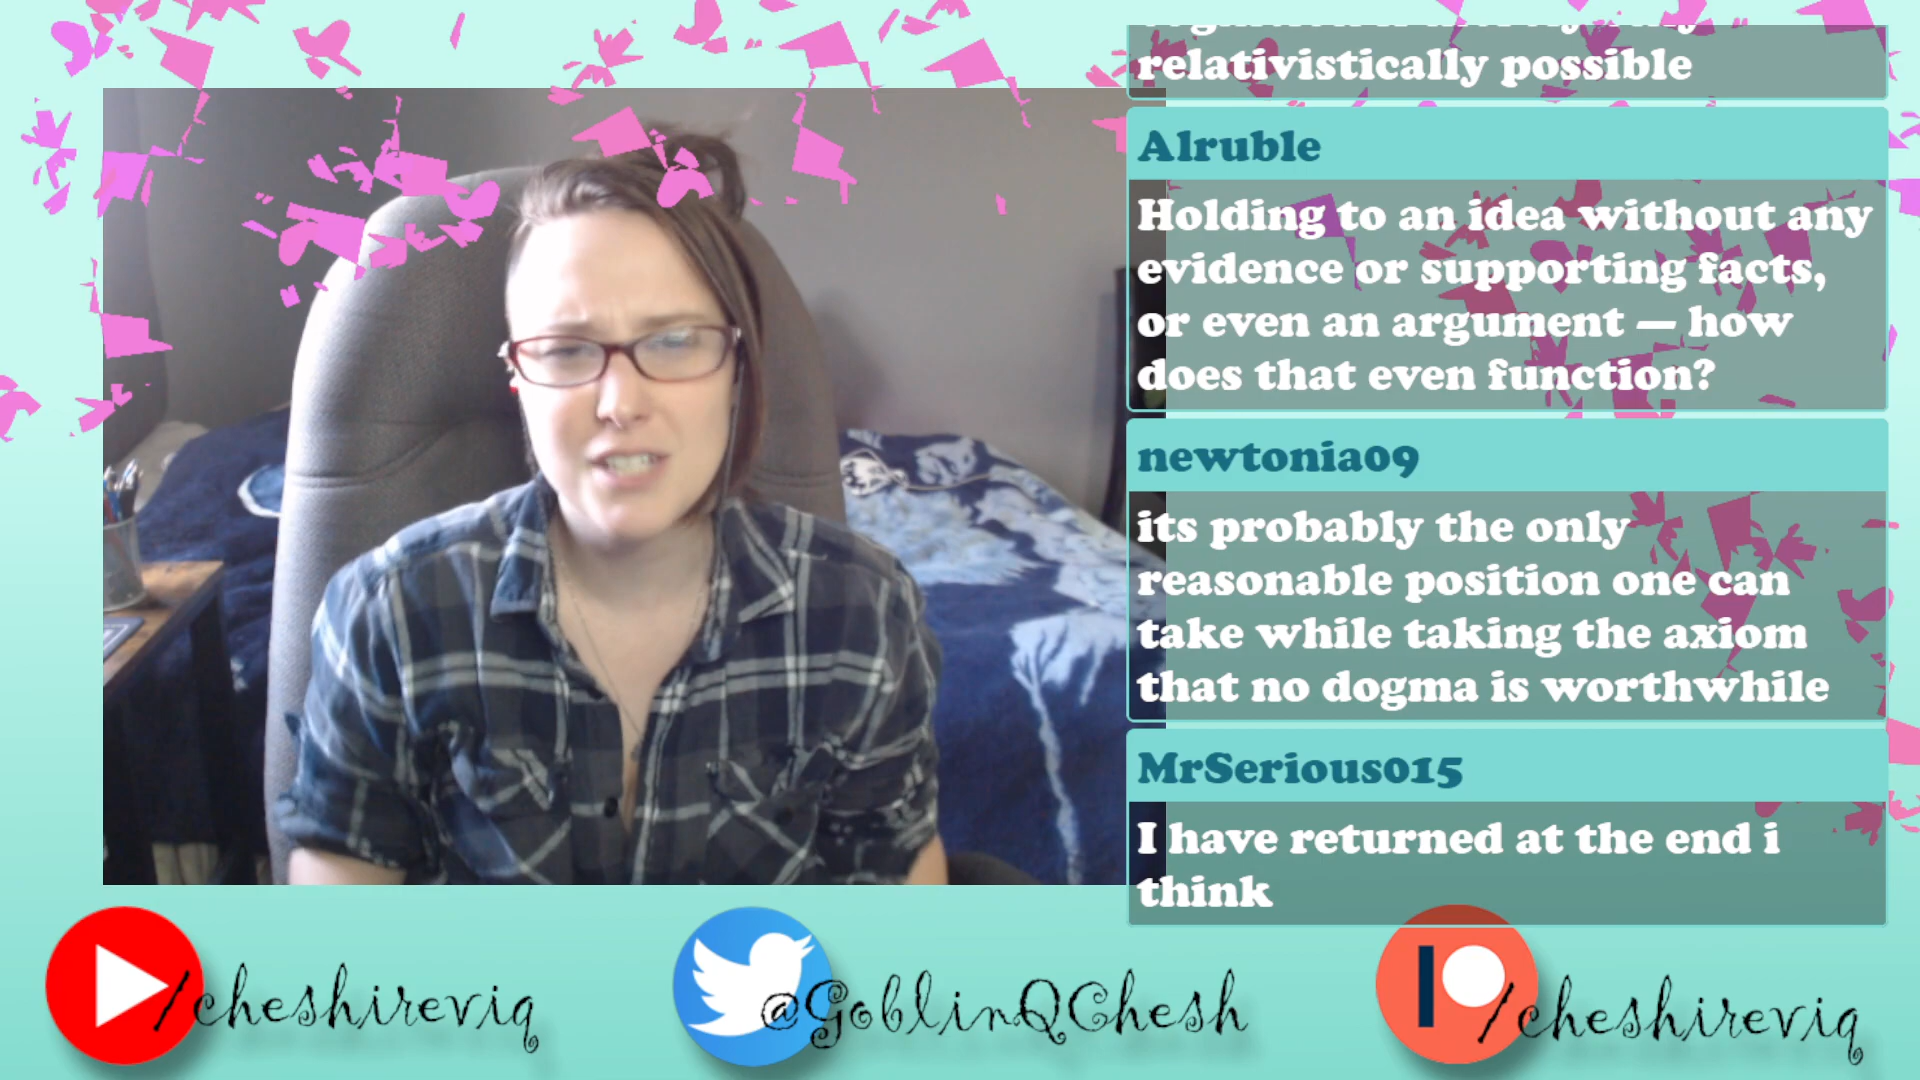 relativistically possible
Alruble
Holding to an idea without any
evidence or supporting facts,
or even an argument — how
does that even function?
newtonia09
its probably the only
reasonable position one can
take while taking the axiom
that no dogma is worthwhile
MrSerious015
I have returned at the end i
think
/cheshireviq
@GoblinQChesh
/cheshireviq